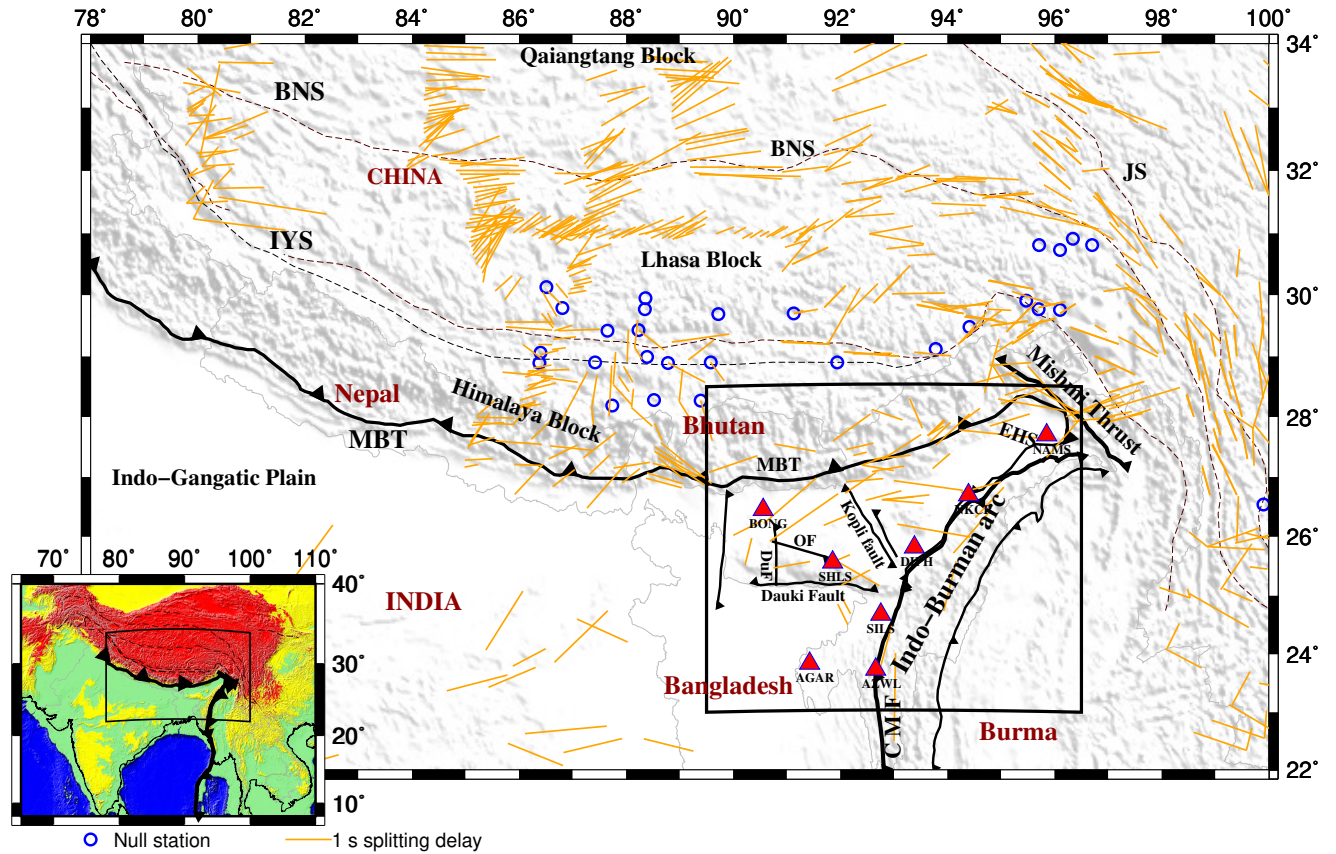 78° 80° 82° 84° 86° 88° 90° 92° 94° 96° 98° 100°
34°
Qaiangtang Block
BNS
BNS
32°
CHINA
JS
IYS
Lhasa Block
30°
Mishmi Thrust
Nepal
Himalaya Block
28°
Bhutan
MBT
EHS
NAMS
MBT
Indo-Gangatic Plain
BONG
Kopli fault
26°
OF
DuF
SHLS
DIPH
Dauki Fault
INDIA
SILS
Indo-Burman arc
24°
AGAR
AZWL
Bangladesh
CMF
Burma
22°
70° 80° 90° 100° 110°
40°
30°
20°
10°
Null station
1 s splitting delay